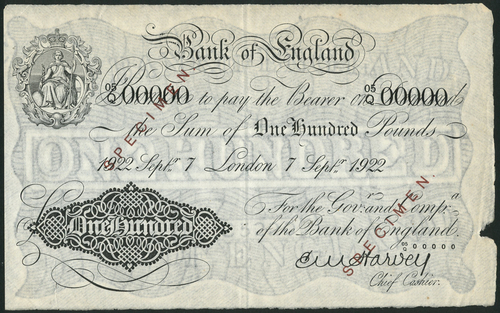 Bank of England
05/Q 00000 to pay the Bearer on 05/Q 00000
the Sum of One Hundred Pounds
1922 Septr. 7 London 7 Septr. 1922
SPECIMEN
For the Govr. and Compa.
One Hundred
of the Bank of England.
05/Q 00000
SPECIMEN
E M Harvey
Chief Cashier.